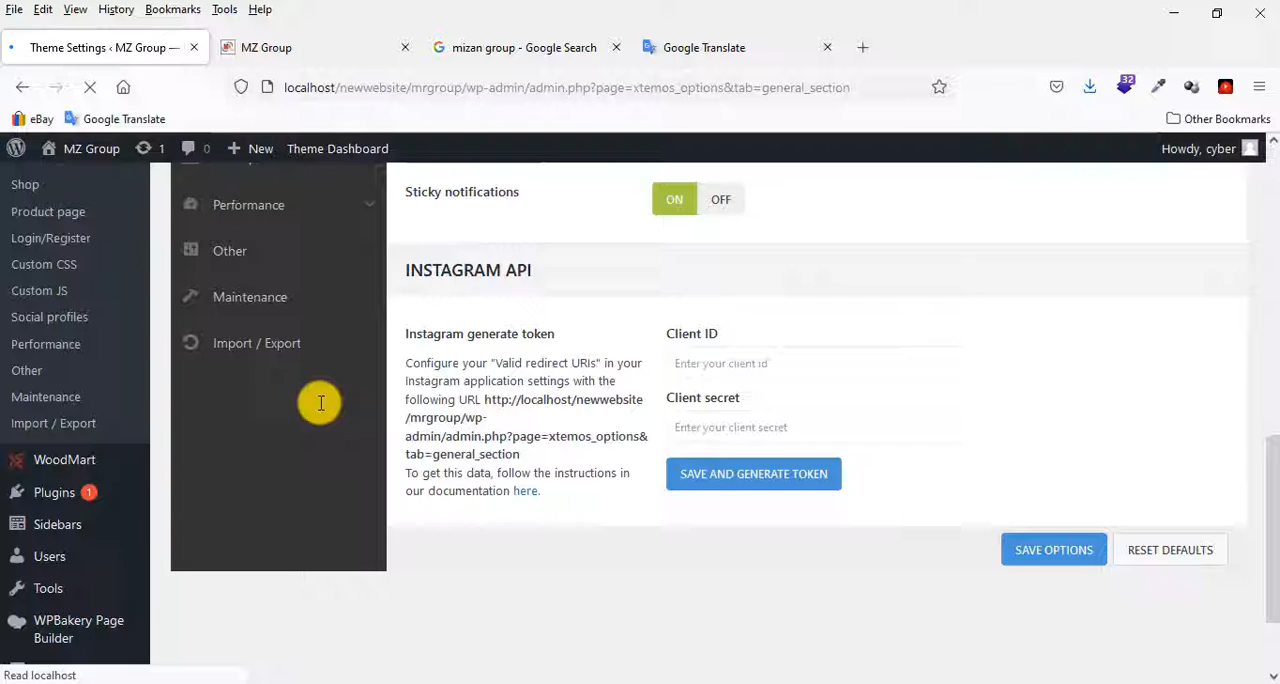 File Edit View History Bookmarks Tools Help
Theme Settings ‹ MZ Group —
MZ Group
mizan group - Google Search
Google Translate
localhost/newwebsite/mrgroup/wp-admin/admin.php?page=xtemos_options&tab=general_section
32
eBay
Google Translate
Other Bookmarks
MZ Group
1
0
New
Theme Dashboard
Howdy, cyber
Shop
Product page
Login/Register
Custom CSS
Custom JS
Social profiles
Performance
Other
Maintenance
Import / Export
WoodMart
Plugins 1
Sidebars
Users
Tools
WPBakery Page
Builder
Performance
Other
Maintenance
Import / Export
Sticky notifications
ON OFF
INSTAGRAM API
Instagram generate token
Configure your "Valid redirect URIs" in your
Instagram application settings with the
following URL http://localhost/newwebsite
/mrgroup/wp-
admin/admin.php?page=xtemos_options&
tab=general_section
To get this data, follow the instructions in
our documentation here.
Client ID
Enter your client id
Client secret
Enter your client secret
SAVE AND GENERATE TOKEN
SAVE OPTIONS
RESET DEFAULTS
Read localhost